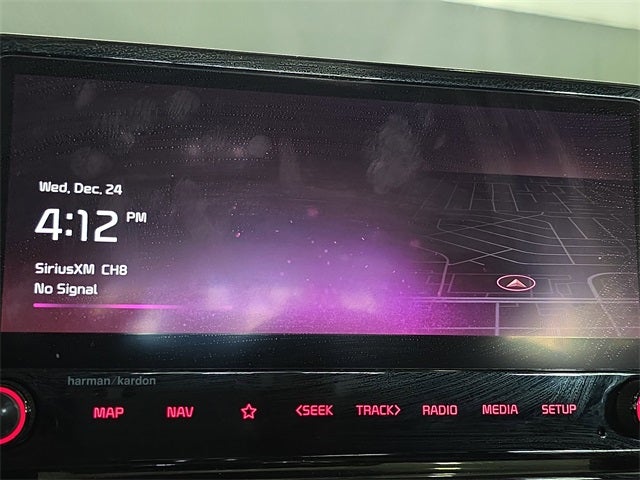 Wed, Dec. 24
4:12 PM
SiriusXM CH8
No Signal
harman/kardon
MAP NAV <SEEK TRACK> RADIO MEDIA SETUP